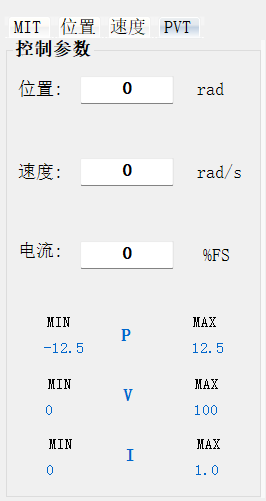 MIT 位置 速度 PVT
控制参数
位置: 0 rad
速度: 0 rad/s
电流: 0 %FS
MIN P MAX
-12.5 12.5
MIN V MAX
0 100
MIN I MAX
0 1.0